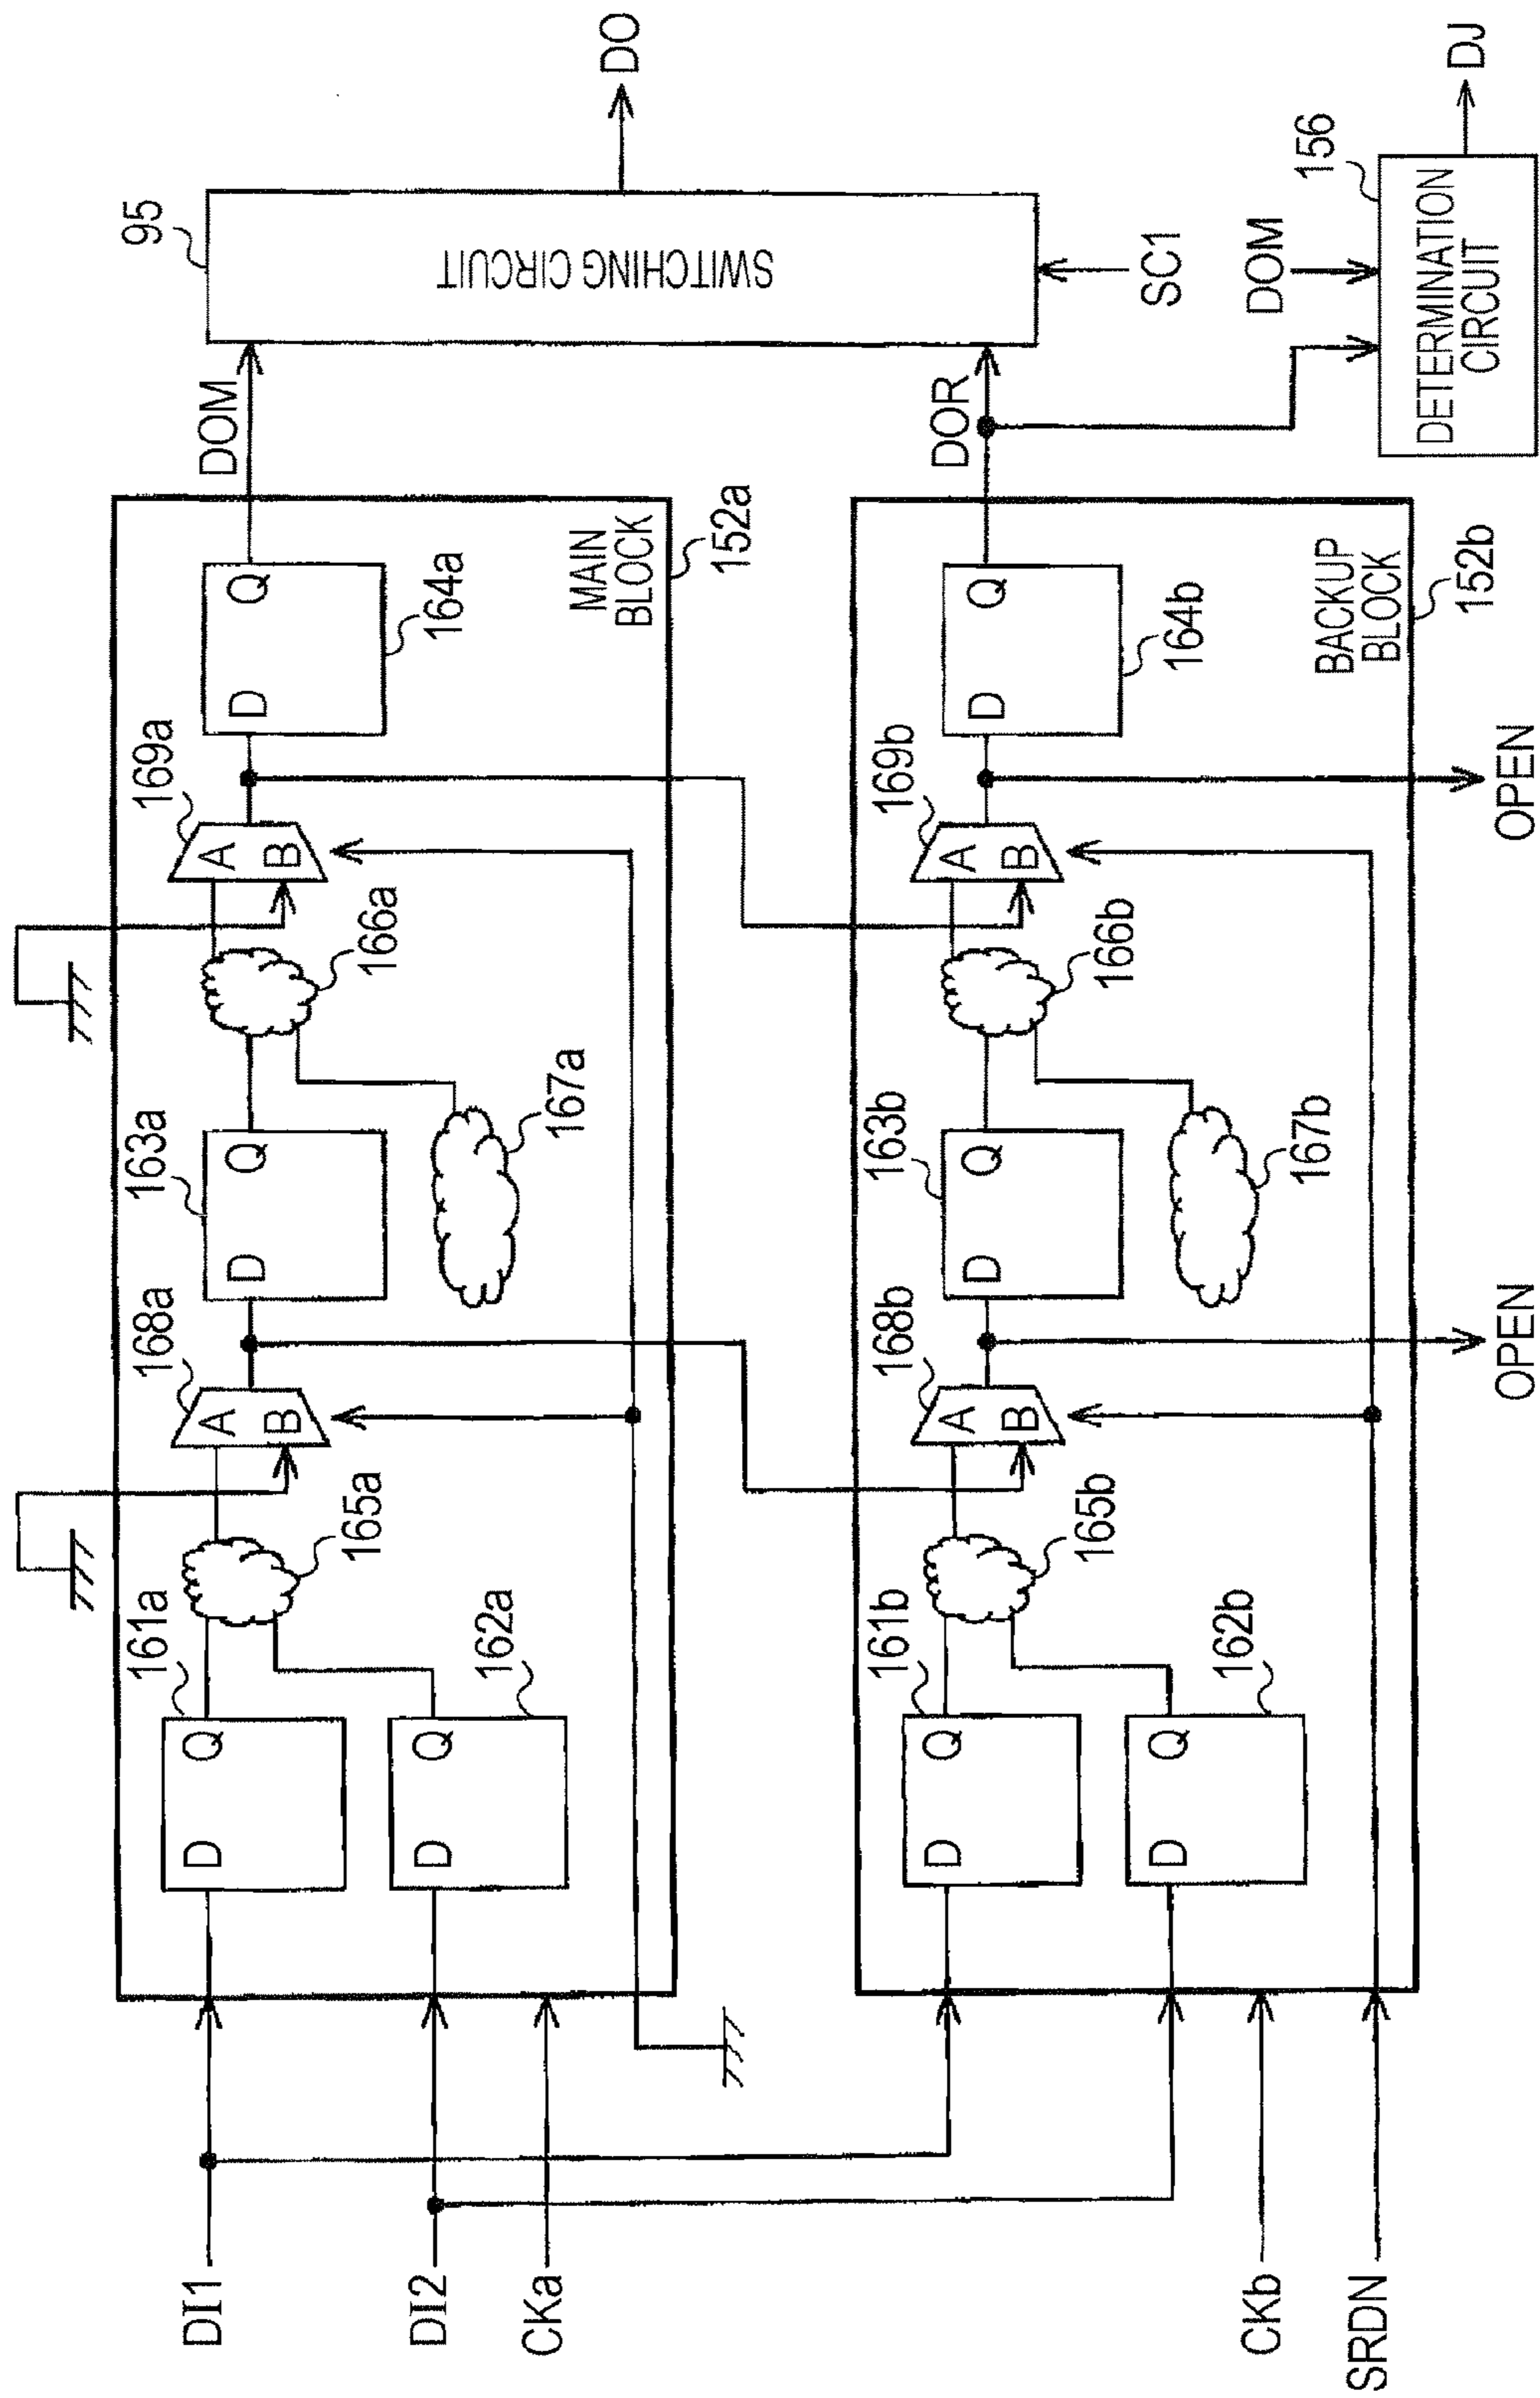 DI1
DI2
CKa
CKb
SRDN
161a
D
Q
162a
D
Q
165a
168a
A
B
163a
D
Q
167a
166a
169a
A
B
164a
D
Q
MAIN
BLOCK
152a
161b
D
Q
162b
D
Q
165b
168b
A
B
163b
D
Q
167b
166b
169b
A
B
164b
D
Q
BACKUP
BLOCK
152b
OPEN
OPEN
DOM
DOR
95
SWITCHING CIRCUIT
SC1
DO
DOM
156
DETERMINATION
CIRCUIT
DJ